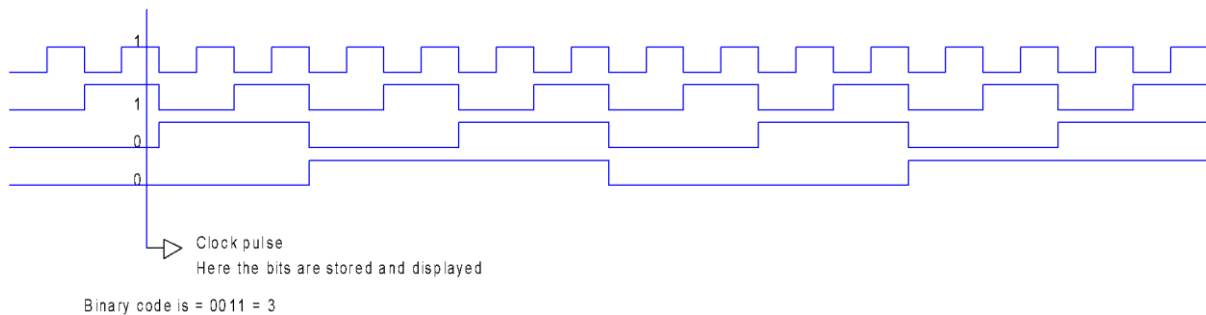 1
1
0
0
Clock pulse
Here the bits are stored and displayed
Binary code is = 0011 = 3